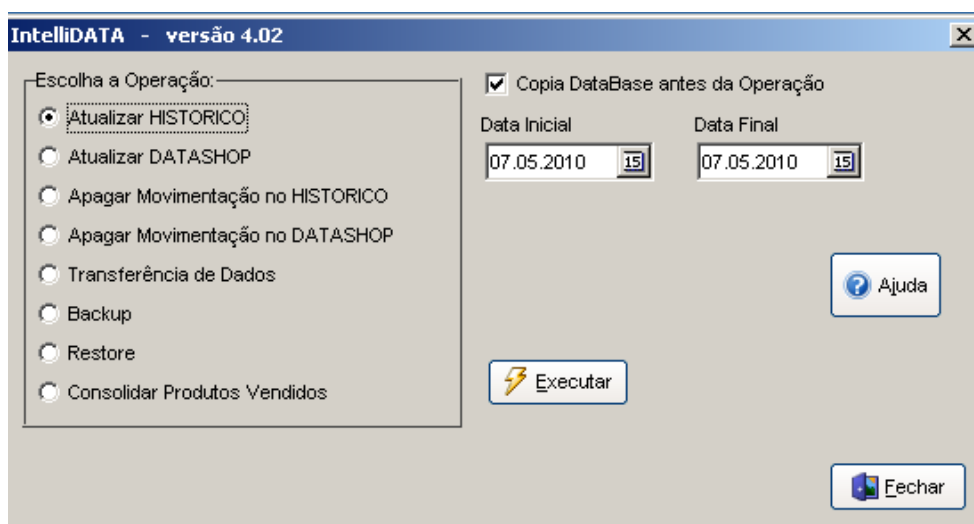 IntelliDATA - versão 4.02
Escolha a Operação:
Atualizar HISTORICO
Atualizar DATASHOP
Apagar Movimentação no HISTORICO
Apagar Movimentação no DATASHOP
Transferência de Dados
Backup
Restore
Consolidar Produtos Vendidos
Copia DataBase antes da Operação
Data Inicial Data Final
07.05.2010 15 07.05.2010 15
Ajuda
Executar
Fechar